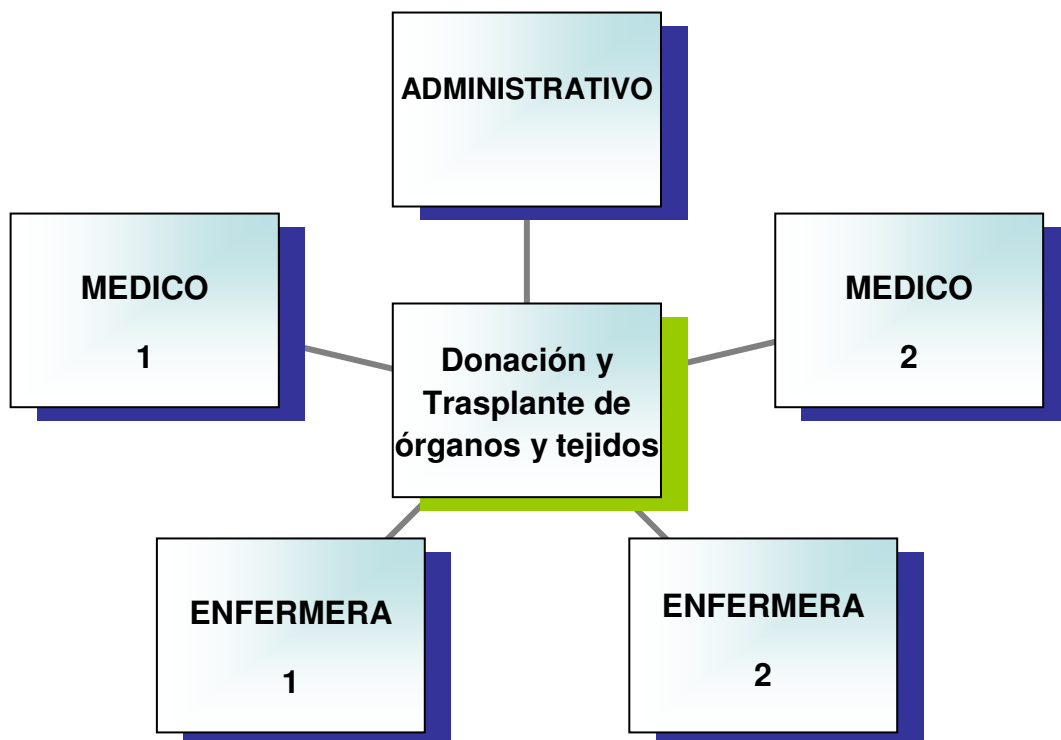 ADMINISTRATIVO
MEDICO
1
MEDICO
2
Donación y
Trasplante de
órganos y tejidos
ENFERMERA
1
ENFERMERA
2